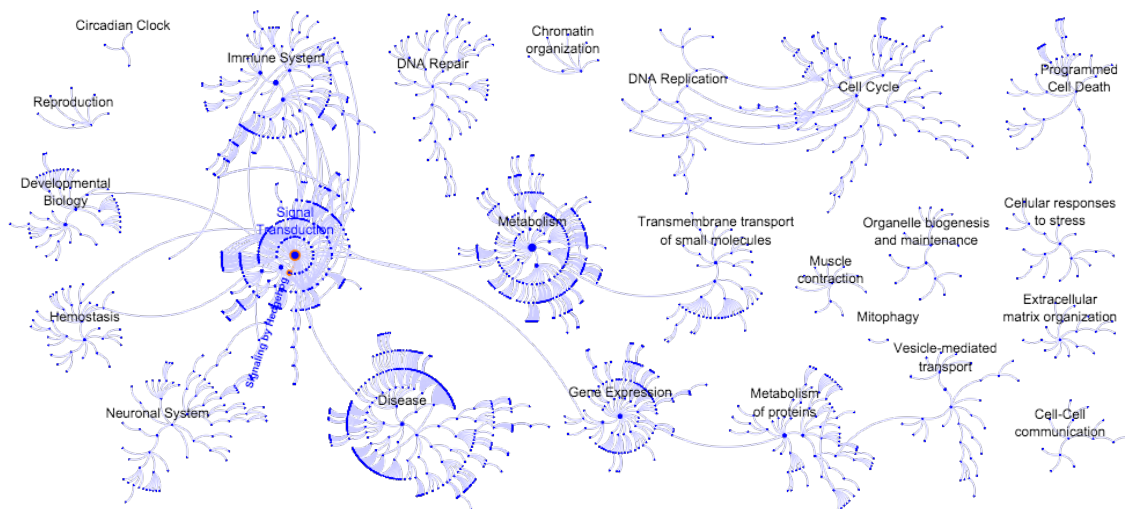 Circadian Clock
Immune System
DNA Repair
Chromatin
organization
DNA Replication
Cell Cycle
Programmed
Cell Death
Reproduction
Developmental
Biology
Signal
Transduction
Metabolism
Transmembrane transport
of small molecules
Organelle biogenesis
and maintenance
Cellular responses
to stress
Muscle
contraction
Hemostasis
Signaling by Hedgehog
Mitophagy
Extracellular
matrix organization
Vesicle-mediated
transport
Neuronal System
Disease
Gene Expression
Metabolism
of proteins
Cell-Cell
communication